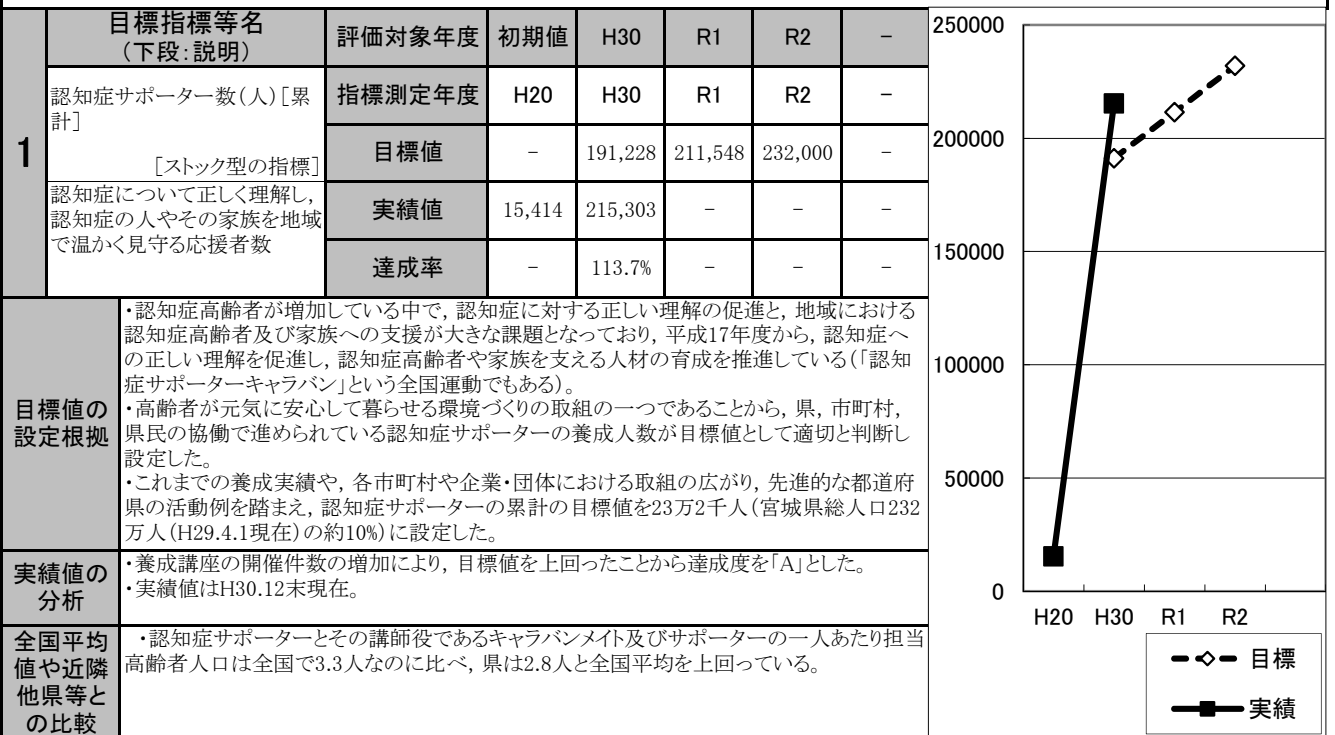 1
目標指標等名
(下段:説明)
評価対象年度 初期値 H30 R1 R2 -
認知症サポーター数(人)[累
計]
[ストック型の指標]
指標測定年度 H20 H30 R1 R2 -
目標値 - 191,228 211,548 232,000 -
認知症について正しく理解し,
認知症の人やその家族を地域
で温かく見守る応援者数
実績値 15,414 215,303 - - -
達成率 - 113.7% - - -
目標値の
設定根拠
・認知症高齢者が増加している中で, 認知症に対する正しい理解の促進と, 地域における
認知症高齢者及び家族への支援が大きな課題となっており, 平成17年度から, 認知症へ
の正しい理解を促進し, 認知症高齢者や家族を支える人材の育成を推進している(「認知
症サポーターキャラバン」という全国運動でもある)。
・高齢者が元気に安心して暮らせる環境づくりの取組の一つであることから, 県, 市町村,
県民の協働で進められている認知症サポーターの養成人数が目標値として適切と判断し
設定した。
・これまでの養成実績や, 各市町村や企業・団体における取組の広がり, 先進的な都道府
県の活動例を踏まえ, 認知症サポーターの累計の目標値を23万2千人(宮城県総人口232
万人(H29.4.1現在)の約10%)に設定した。
実績値の
分析
・養成講座の開催件数の増加により, 目標値を上回ったことから達成度を「A」とした。
・実績値はH30.12末現在。
全国平均
値や近隣
他県等と
の比較
・認知症サポーターとその講師役であるキャラバンメイト及びサポーターの一人あたり担当
高齢者人口は全国で3.3人なのに比べ, 県は2.8人と全国平均を上回っている。
250000
200000
150000
100000
50000
0
H20 H30 R1 R2
目標
実績